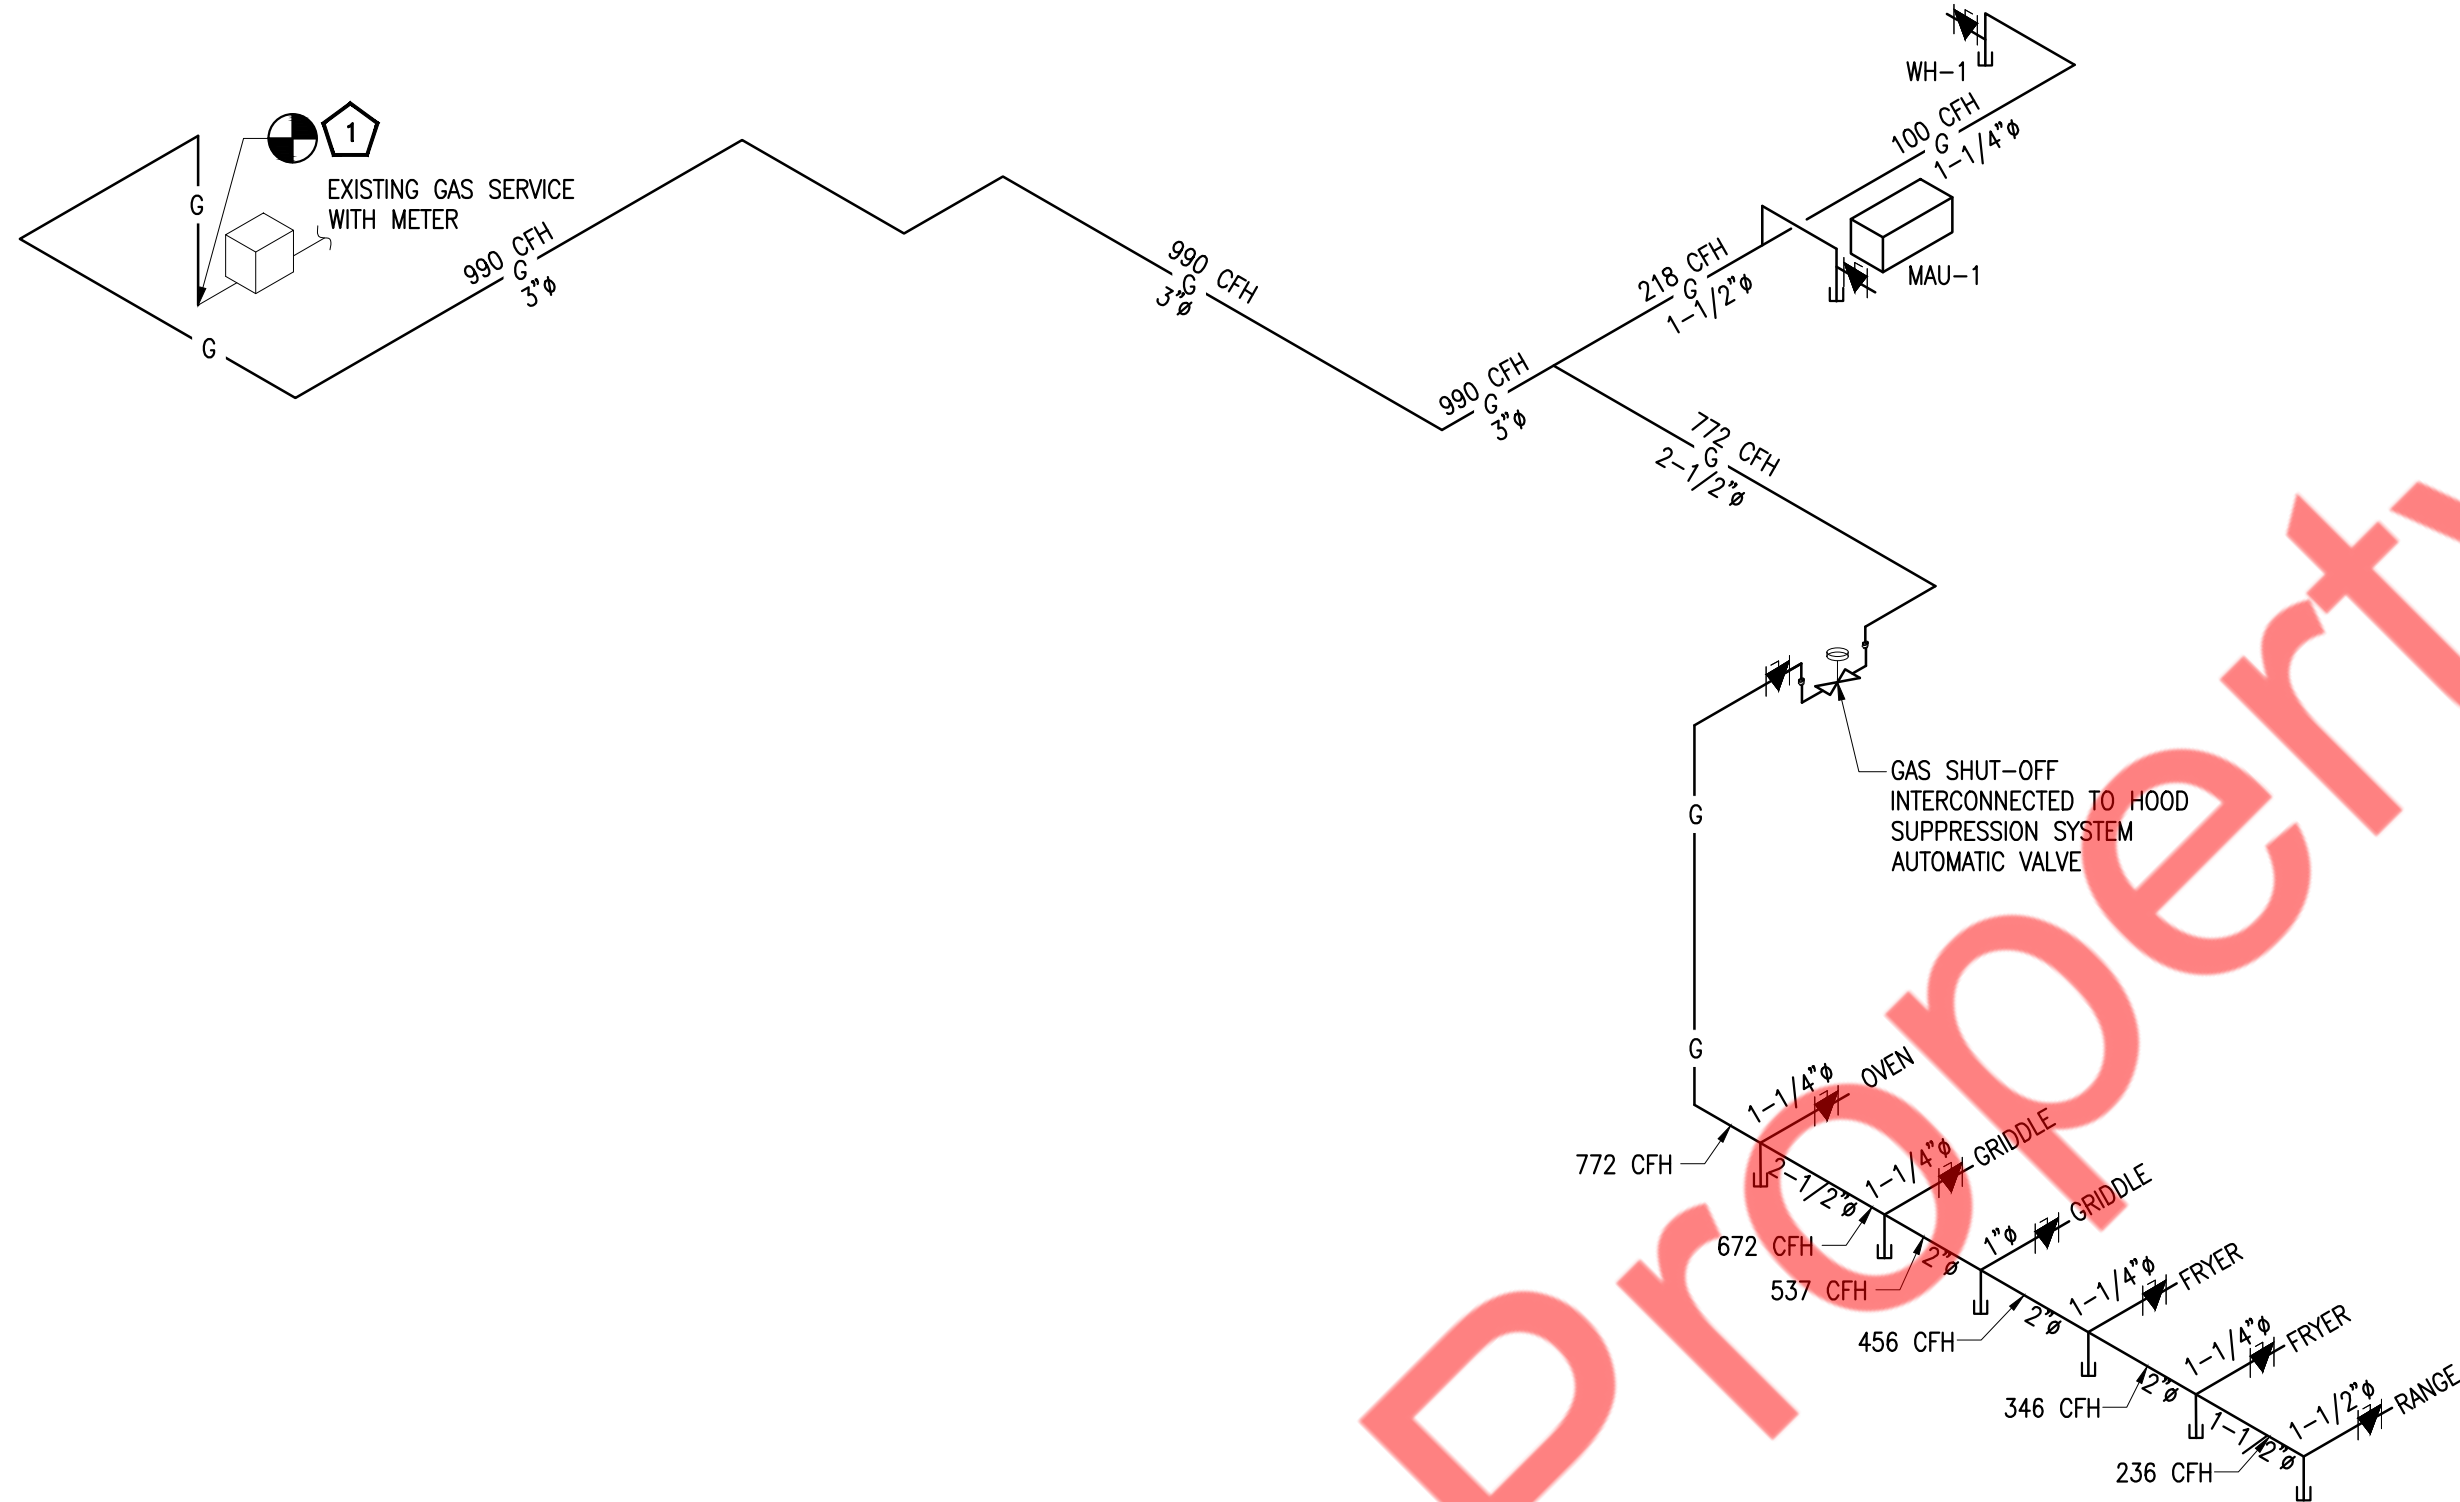 WH-1
100 CFH
G
1-1/4"ø
1
EXISTING GAS SERVICE
WITH METER
G
G
990 CFH
G
3"ø
990 CFH
G
3"ø
218 CFH
G
1-1/2"ø
MAU-1
990 CFH
G
3"ø
772 CFH
G
2-1/2"ø
GAS SHUT-OFF
INTERCONNECTED TO HOOD
SUPPRESSION SYSTEM
AUTOMATIC VALVE
G
G
1-1/4"ø
OVEN
772 CFH
2-1/2"ø
1-1/4"ø
GRIDDLE
672 CFH
2"ø
1"ø
GRIDDLE
537 CFH
2"ø
1-1/4"ø
FRYER
456 CFH
2"ø
1-1/4"ø
FRYER
346 CFH
1-1/2"ø
1-1/2"ø
RANGE
236 CFH
Property